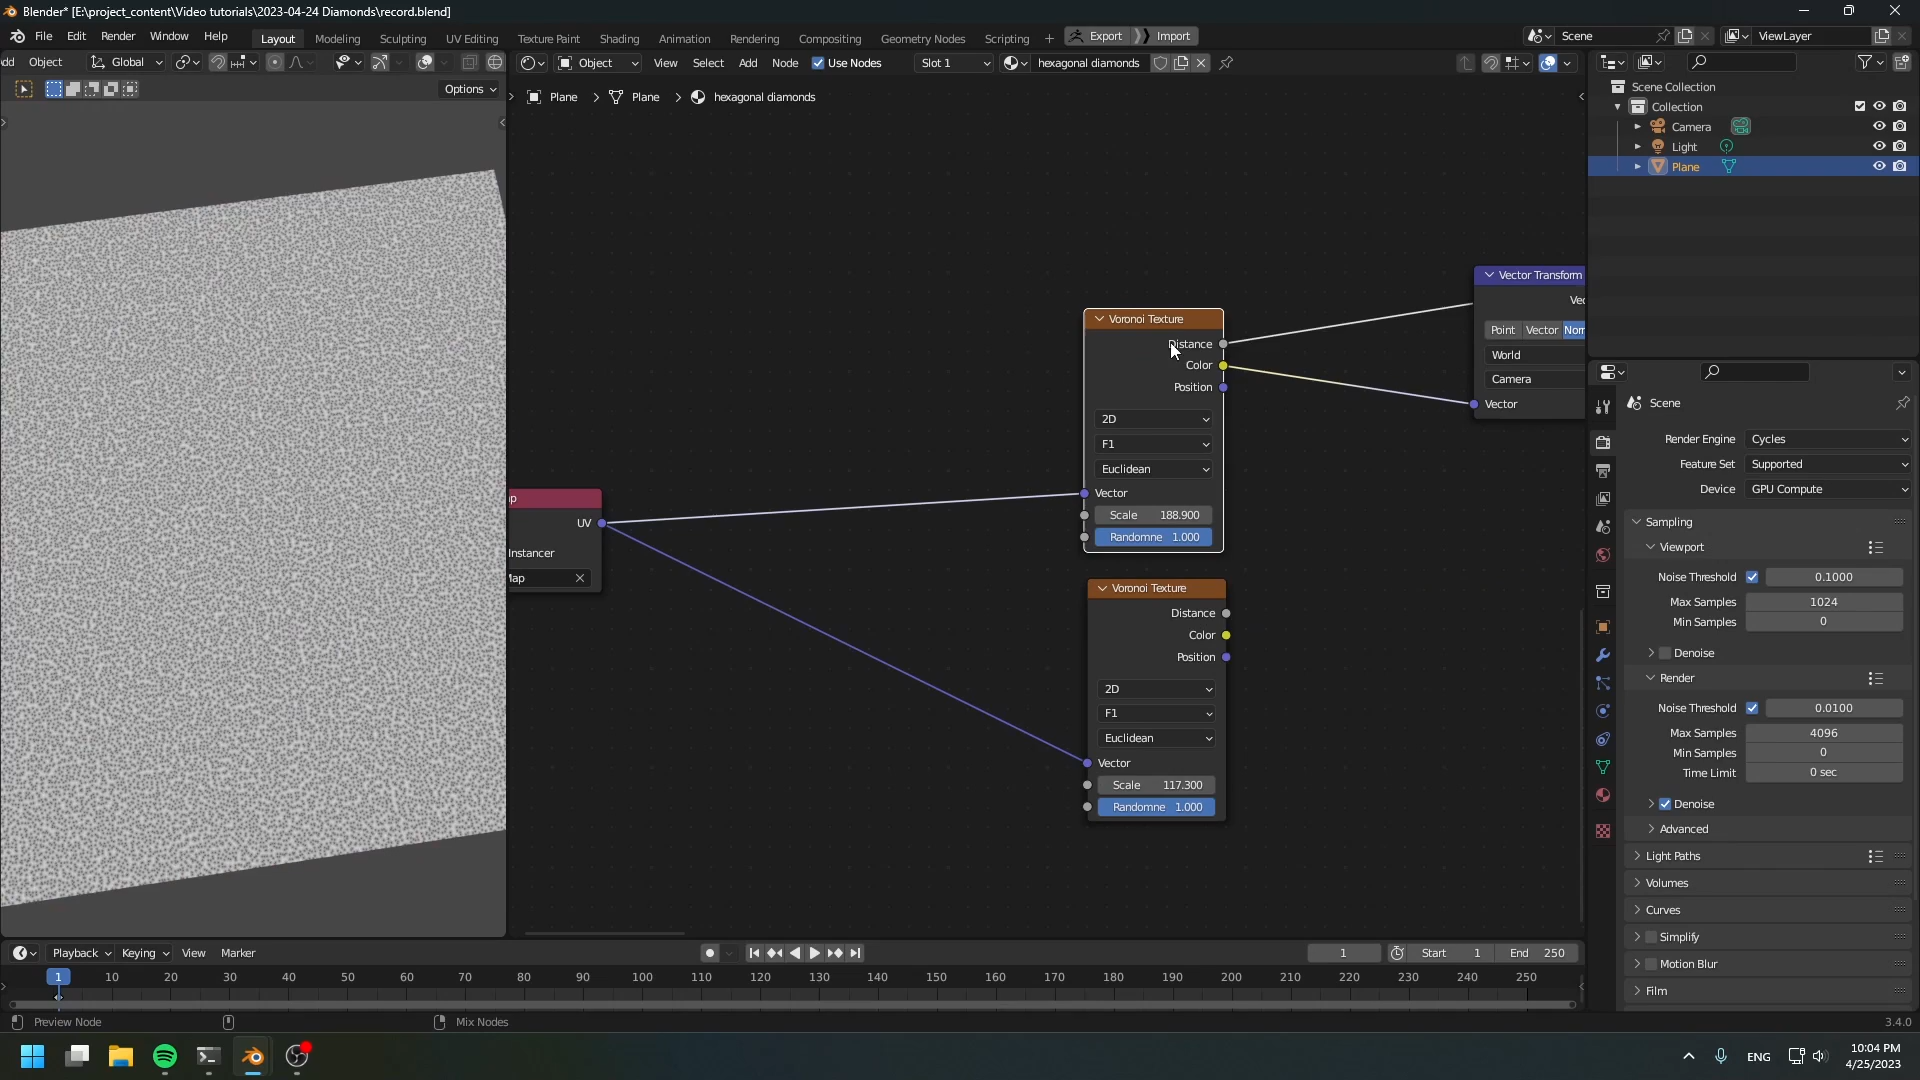 Blender* [E:\project_content\Video tutorials\2023-04-24 Diamonds\record.blend]
File Edit Render Window Help Layout Modeling Sculpting UV Editing Texture Paint Shading Animation Rendering Compositing Geometry Nodes Scripting + Export Import Scene ViewLayer
dd Object Global Object View Select Add Node Use Nodes Slot 1 hexagonal diamonds
Options
Plane > Plane > hexagonal diamonds
Scene Collection
Collection
Camera
Light
Plane
Voronoi Texture
Distance
Color
Position
2D
F1
Euclidean
Vector
Scale 188.900
Randomne 1.000
Vector Transform
Vec
Point Vector Norn
World
Camera
Vector
UV
Instancer
Voronoi Texture
Distance
Color
Position
2D
F1
Euclidean
Vector
Scale 117.300
Randomne 1.000
Scene
Render Engine Cycles
Feature Set Supported
Device GPU Compute
Sampling
Viewport
Noise Threshold 0.1000
Max Samples 1024
Min Samples 0
Denoise
Render
Noise Threshold 0.0100
Max Samples 4096
Min Samples 0
Time Limit 0 sec
Denoise
Advanced
Light Paths
Volumes
Curves
Simplify
Motion Blur
Film
Playback Keying View Marker 1 Start 1 End 250
1 10 20 30 40 50 60 70 80 90 100 110 120 130 140 150 160 170 180 190 200 210 220 230 240 250
Preview Node Mix Nodes 3.4.0
ENG 10:04 PM
4/25/2023